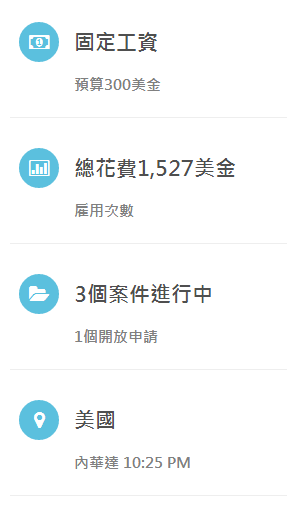 固定工資
預算300美金
總花費1,527美金
雇用次數
3個案件進行中
1個開放申請
美國
內華達 10:25 PM